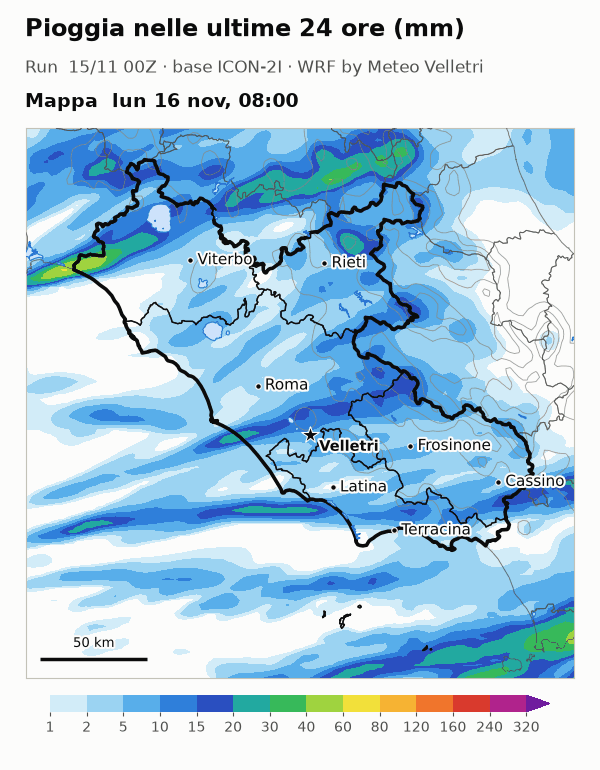 Pioggia nelle ultime 24 ore (mm)
Run  15/11 00Z · base ICON-2I · WRF by Meteo Velletri
Mappa  lun 16 nov, 08:00
Viterbo
Rieti
Roma
Velletri
Frosinone
Cassino
Latina
Terracina
50 km
1 2 5 10 15 20 30 40 60 80 120 160 240 320